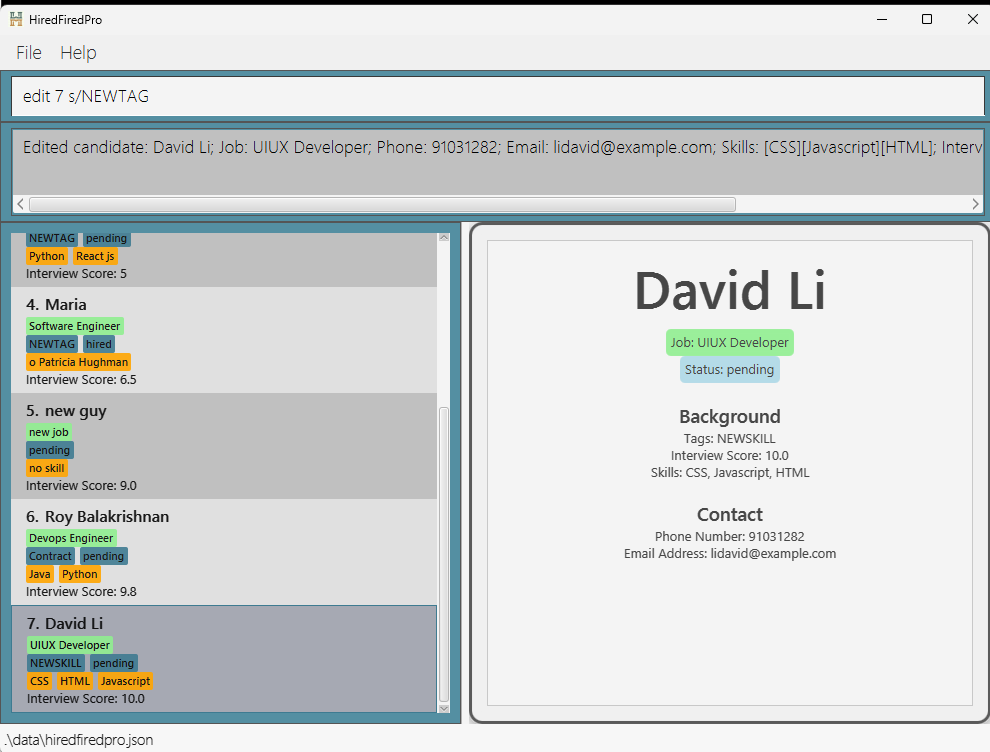 HiredFiredPro
File Help
edit 7 s/NEWTAG
Edited candidate: David Li; Job: UIUX Developer; Phone: 91031282; Email: lidavid@example.com; Skills: [CSS][Javascript][HTML]; Interv
NEWTAG pending
Python React js
Interview Score: 5
4. Maria
Software Engineer
NEWTAG hired
o Patricia Hughman
Interview Score: 6.5
5. new guy
new job
pending
no skill
Interview Score: 9.0
6. Roy Balakrishnan
Devops Engineer
Contract pending
Java Python
Interview Score: 9.8
7. David Li
UIUX Developer
NEWSKILL pending
CSS HTML Javascript
Interview Score: 10.0
David Li
Job: UIUX Developer
Status: pending
Background
Tags: NEWSKILL
Interview Score: 10.0
Skills: CSS, Javascript, HTML
Contact
Phone Number: 91031282
Email Address: lidavid@example.com
.\data\hiredfiredpro.json